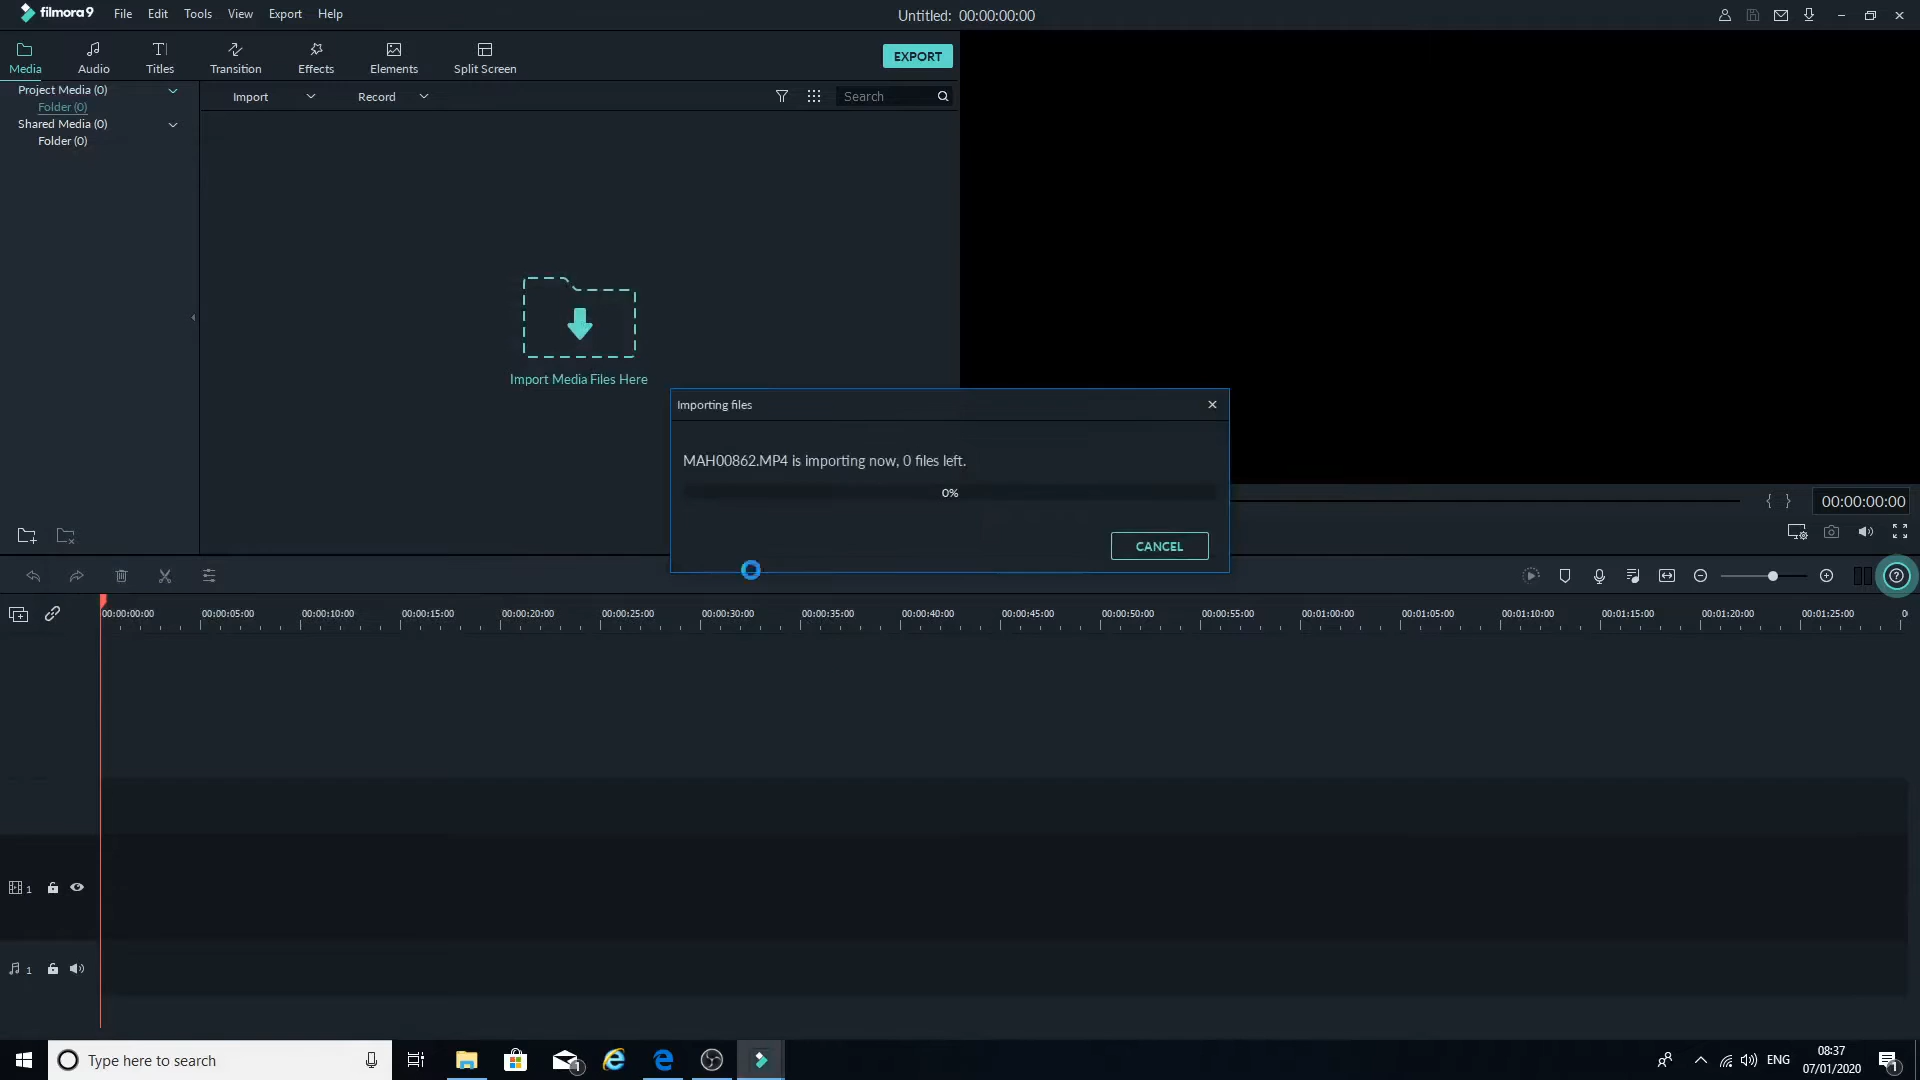 filmora9 File Edit Tools View Export Help Untitled: 00:00:00:00
Media Audio Titles Transition Effects Elements Split Screen EXPORT
Project Media (0)
Folder (0)
Shared Media (0)
Folder (0)
Import Record Search
Import Media Files Here
Importing files
MAH00862.MP4 is importing now, 0 files left.
0%
CANCEL
{ } 00:00:00:00
00:00:00:00 00:00:05:00 00:00:10:00 00:00:15:00 00:00:20:00 00:00:25:00 00:00:30:00 00:00:35:00 00:00:40:00 00:00:45:00 00:00:50:00 00:00:55:00 00:01:00:00 00:01:05:00 00:01:10:00 00:01:15:00 00:01:20:00 00:01:25:00
1
1
Type here to search 1 ENG 08:37 1
07/01/2020